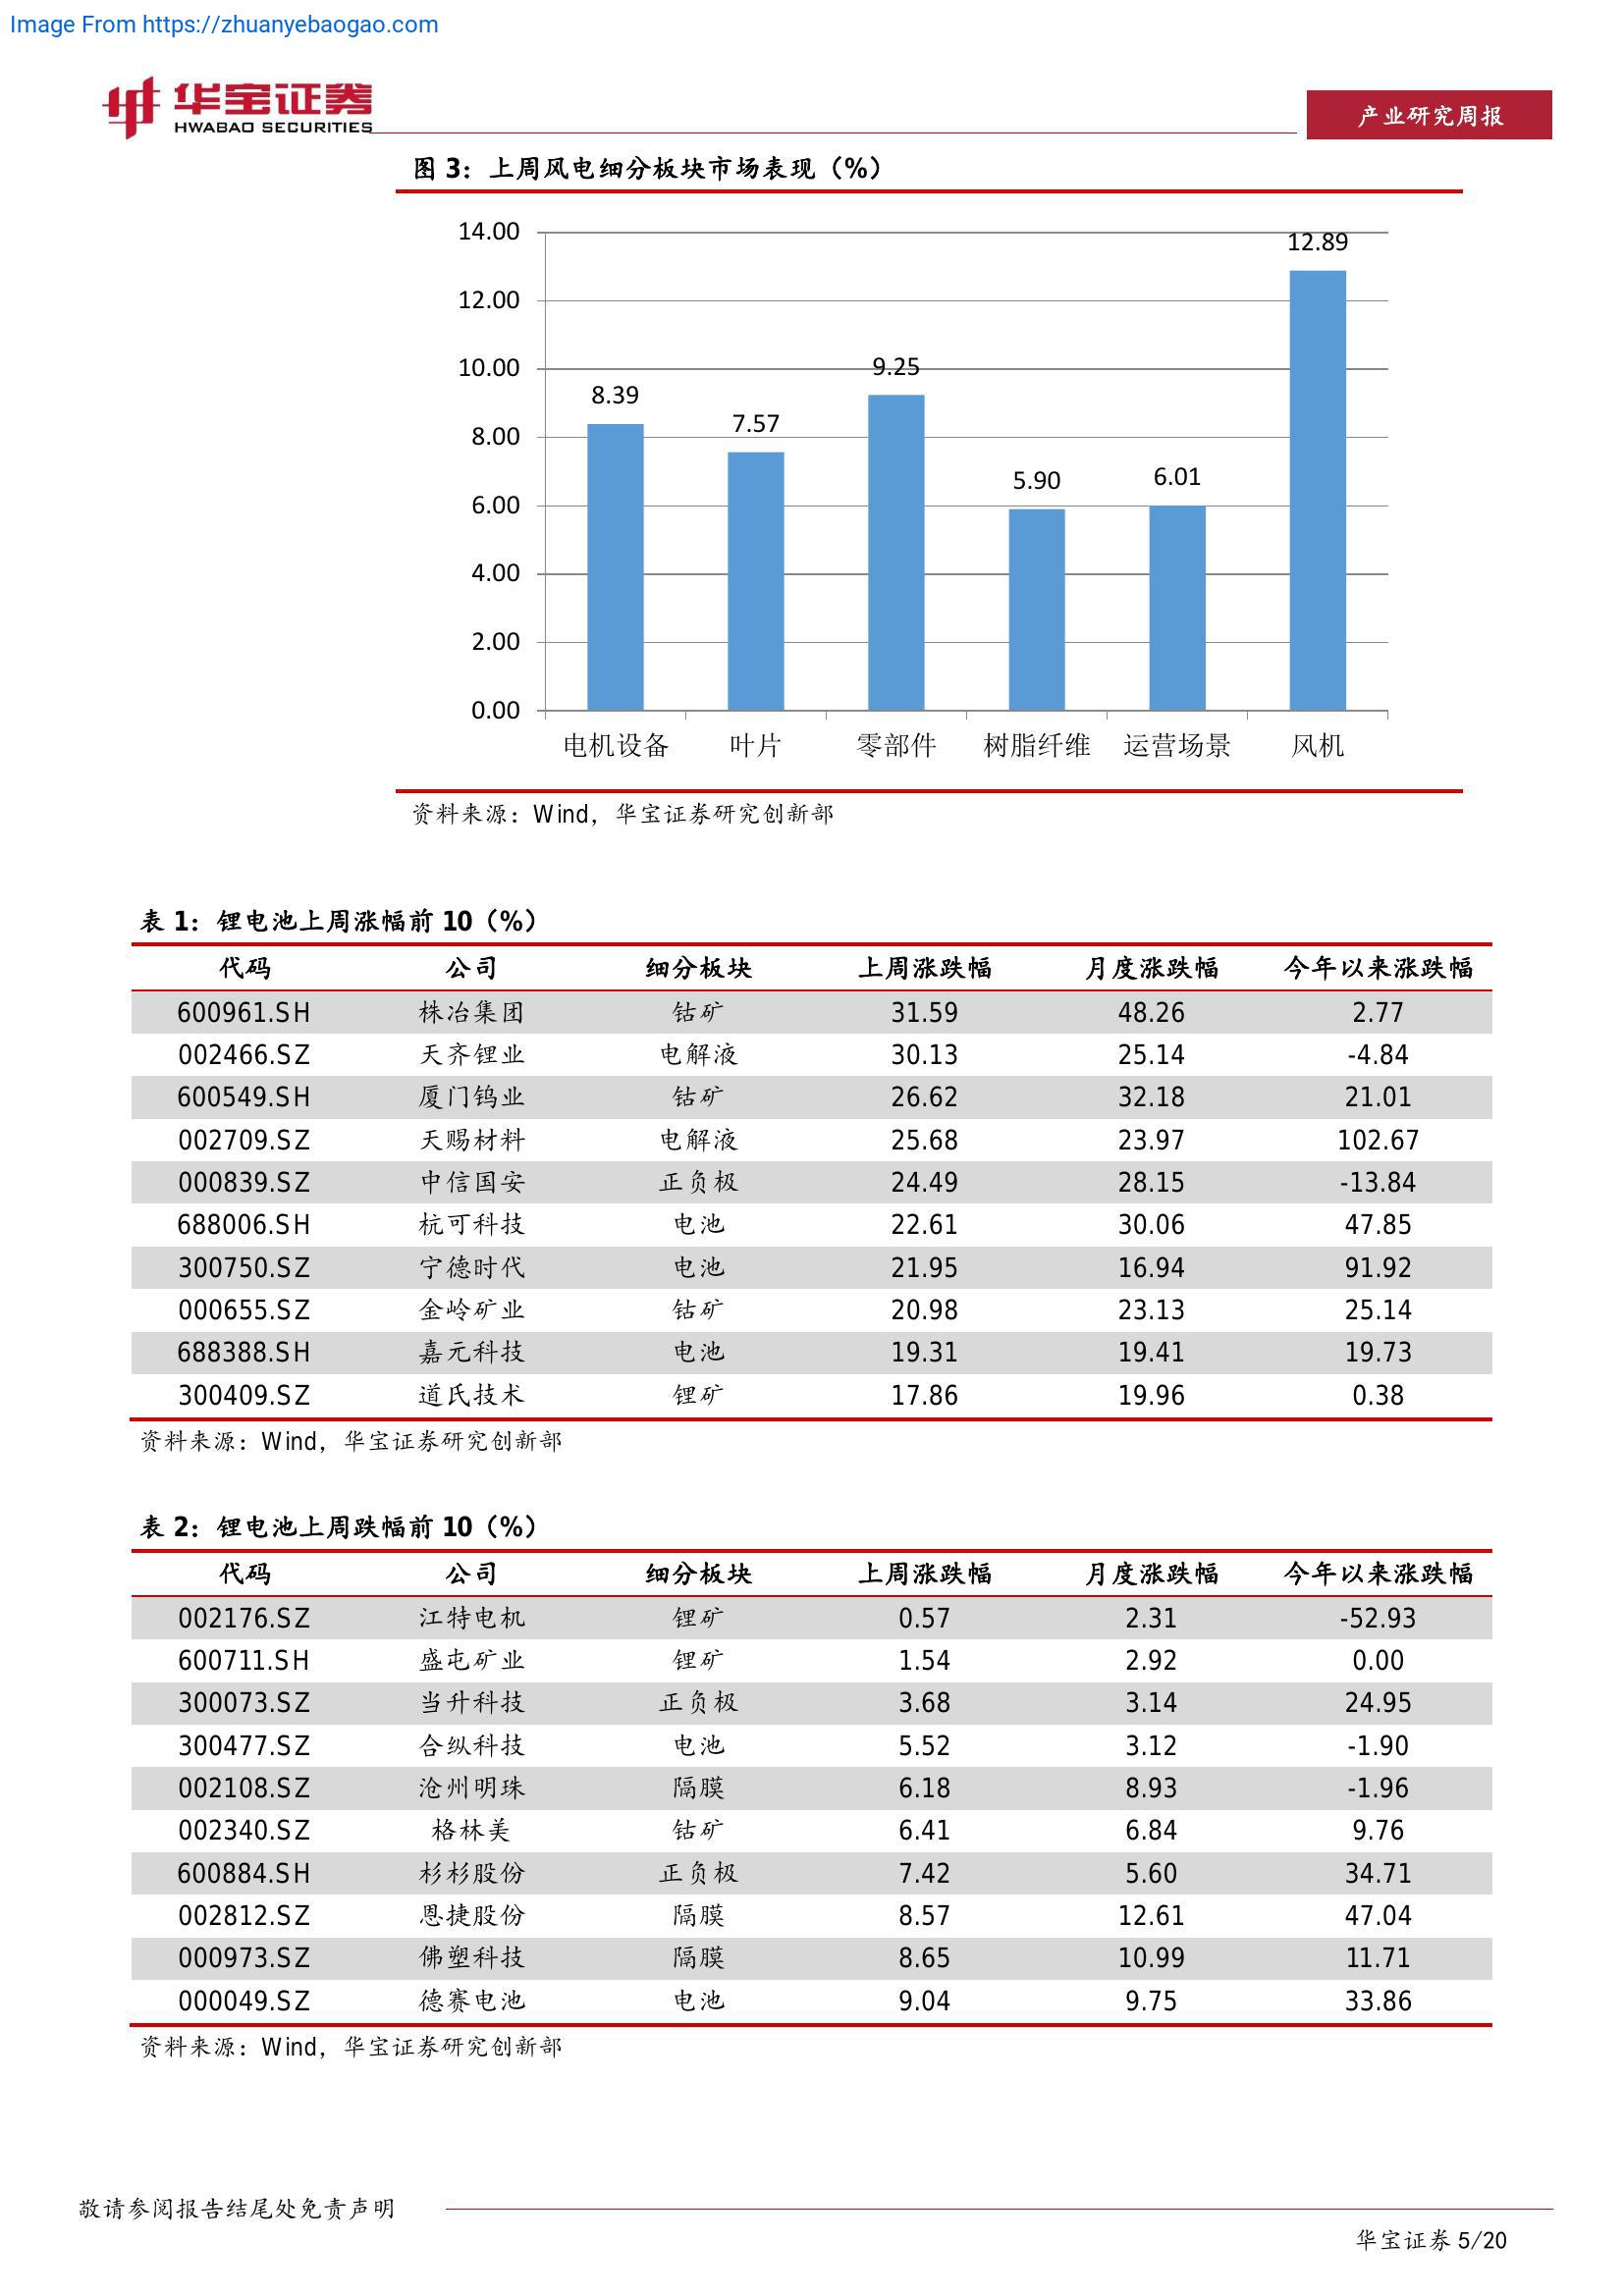 Image From https://zhuanyebaogao.com
华宝证券
HWABAO SECURITIES
产业研究周报
图 3：上周风电细分板块市场表现（%）
14.00
12.00
10.00
8.00
6.00
4.00
2.00
0.00
8.39
7.57
9.25
5.90
6.01
12.89
电机设备 叶片 零部件 树脂纤维 运营场景 风机
资料来源：Wind，华宝证券研究创新部
表 1：锂电池上周涨幅前 10（%）
代码 公司 细分板块 上周涨跌幅 月度涨跌幅 今年以来涨跌幅
600961.SH 株冶集团 钴矿 31.59 48.26 2.77
002466.SZ 天齐锂业 电解液 30.13 25.14 -4.84
600549.SH 厦门钨业 钴矿 26.62 32.18 21.01
002709.SZ 天赐材料 电解液 25.68 23.97 102.67
000839.SZ 中信国安 正负极 24.49 28.15 -13.84
688006.SH 杭可科技 电池 22.61 30.06 47.85
300750.SZ 宁德时代 电池 21.95 16.94 91.92
000655.SZ 金岭矿业 钴矿 20.98 23.13 25.14
688388.SH 嘉元科技 电池 19.31 19.41 19.73
300409.SZ 道氏技术 锂矿 17.86 19.96 0.38
资料来源：Wind，华宝证券研究创新部
表 2：锂电池上周跌幅前 10（%）
代码 公司 细分板块 上周涨跌幅 月度涨跌幅 今年以来涨跌幅
002176.SZ 江特电机 锂矿 0.57 2.31 -52.93
600711.SH 盛屯矿业 锂矿 1.54 2.92 0.00
300073.SZ 当升科技 正负极 3.68 3.14 24.95
300477.SZ 合纵科技 电池 5.52 3.12 -1.90
002108.SZ 沧州明珠 隔膜 6.18 8.93 -1.96
002340.SZ 格林美 钴矿 6.41 6.84 9.76
600884.SH 杉杉股份 正负极 7.42 5.60 34.71
002812.SZ 恩捷股份 隔膜 8.57 12.61 47.04
000973.SZ 佛塑科技 隔膜 8.65 10.99 11.71
000049.SZ 德赛电池 电池 9.04 9.75 33.86
资料来源：Wind，华宝证券研究创新部
敬请参阅报告结尾处免责声明
华宝证券 5/20